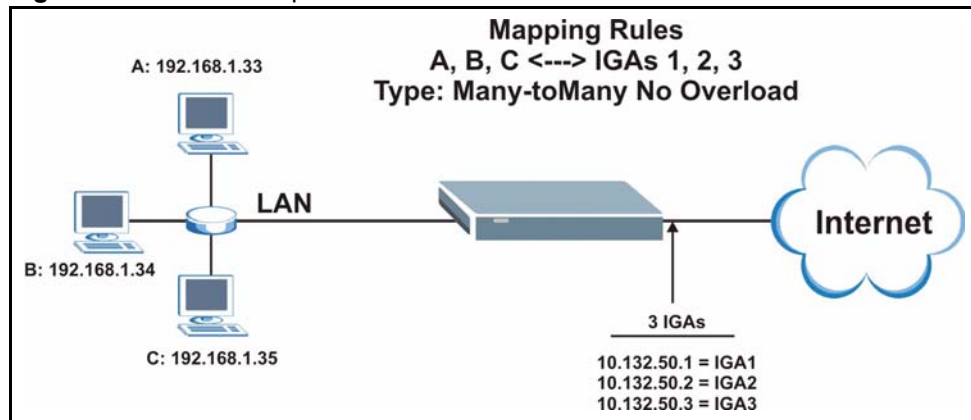 Mapping Rules
A, B, C <---> IGAs 1, 2, 3
Type: Many-toMany No Overload
A: 192.168.1.33
LAN
B: 192.168.1.34
C: 192.168.1.35
Internet
3 IGAs
10.132.50.1 = IGA1
10.132.50.2 = IGA2
10.132.50.3 = IGA3